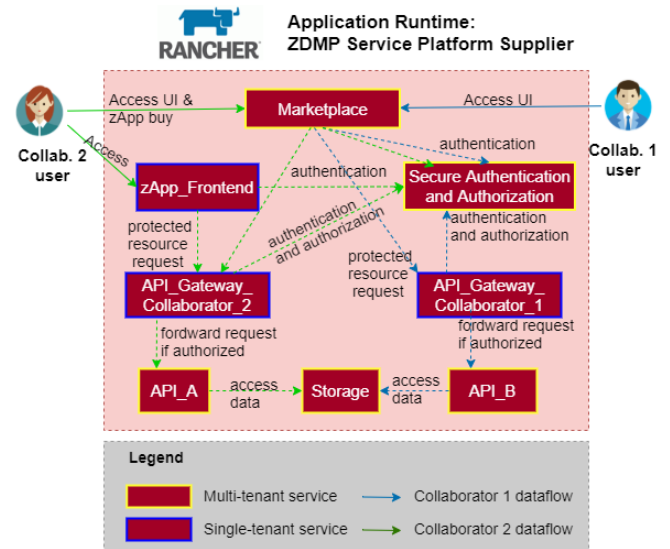 RANCHER
Application Runtime:
ZDMP Service Platform Supplier
Access UI &
zApp buy
Marketplace
Access UI
Collab. 2
user
Collab. 1
user
Access
authentication
authentication
zApp_Frontend
Secure Authentication
and Authorization
protected
resource
request
authentication
and authorization
authentication
and authorization
protected
resource
request
API_Gateway_
Collaborator_2
API_Gateway_
Collaborator_1
fordward request
if authorized
fordward request
if authorized
API_A
access
data
Storage
access
data
API_B
Legend
Multi-tenant service
Collaborator 1 dataflow
Single-tenant service
Collaborator 2 dataflow